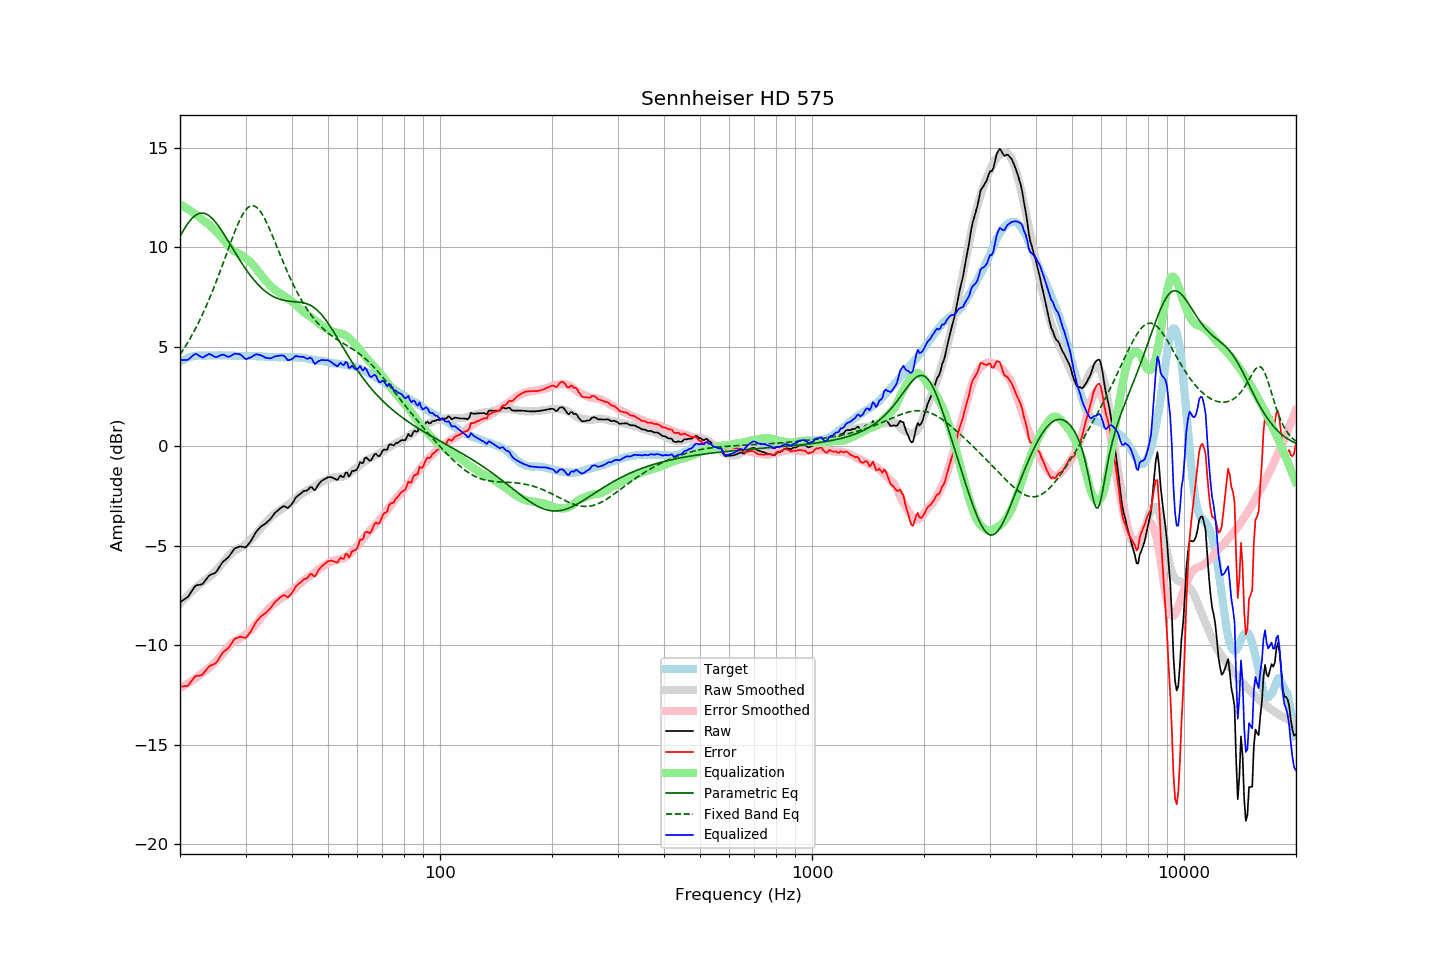 Sennheiser HD 575
Amplitude (dBr)
15
10
5
0
−5
−10
−15
−20
Target
Raw Smoothed
Error Smoothed
Raw
Error
Equalization
Parametric Eq
Fixed Band Eq
Equalized
100
1000
10000
Frequency (Hz)